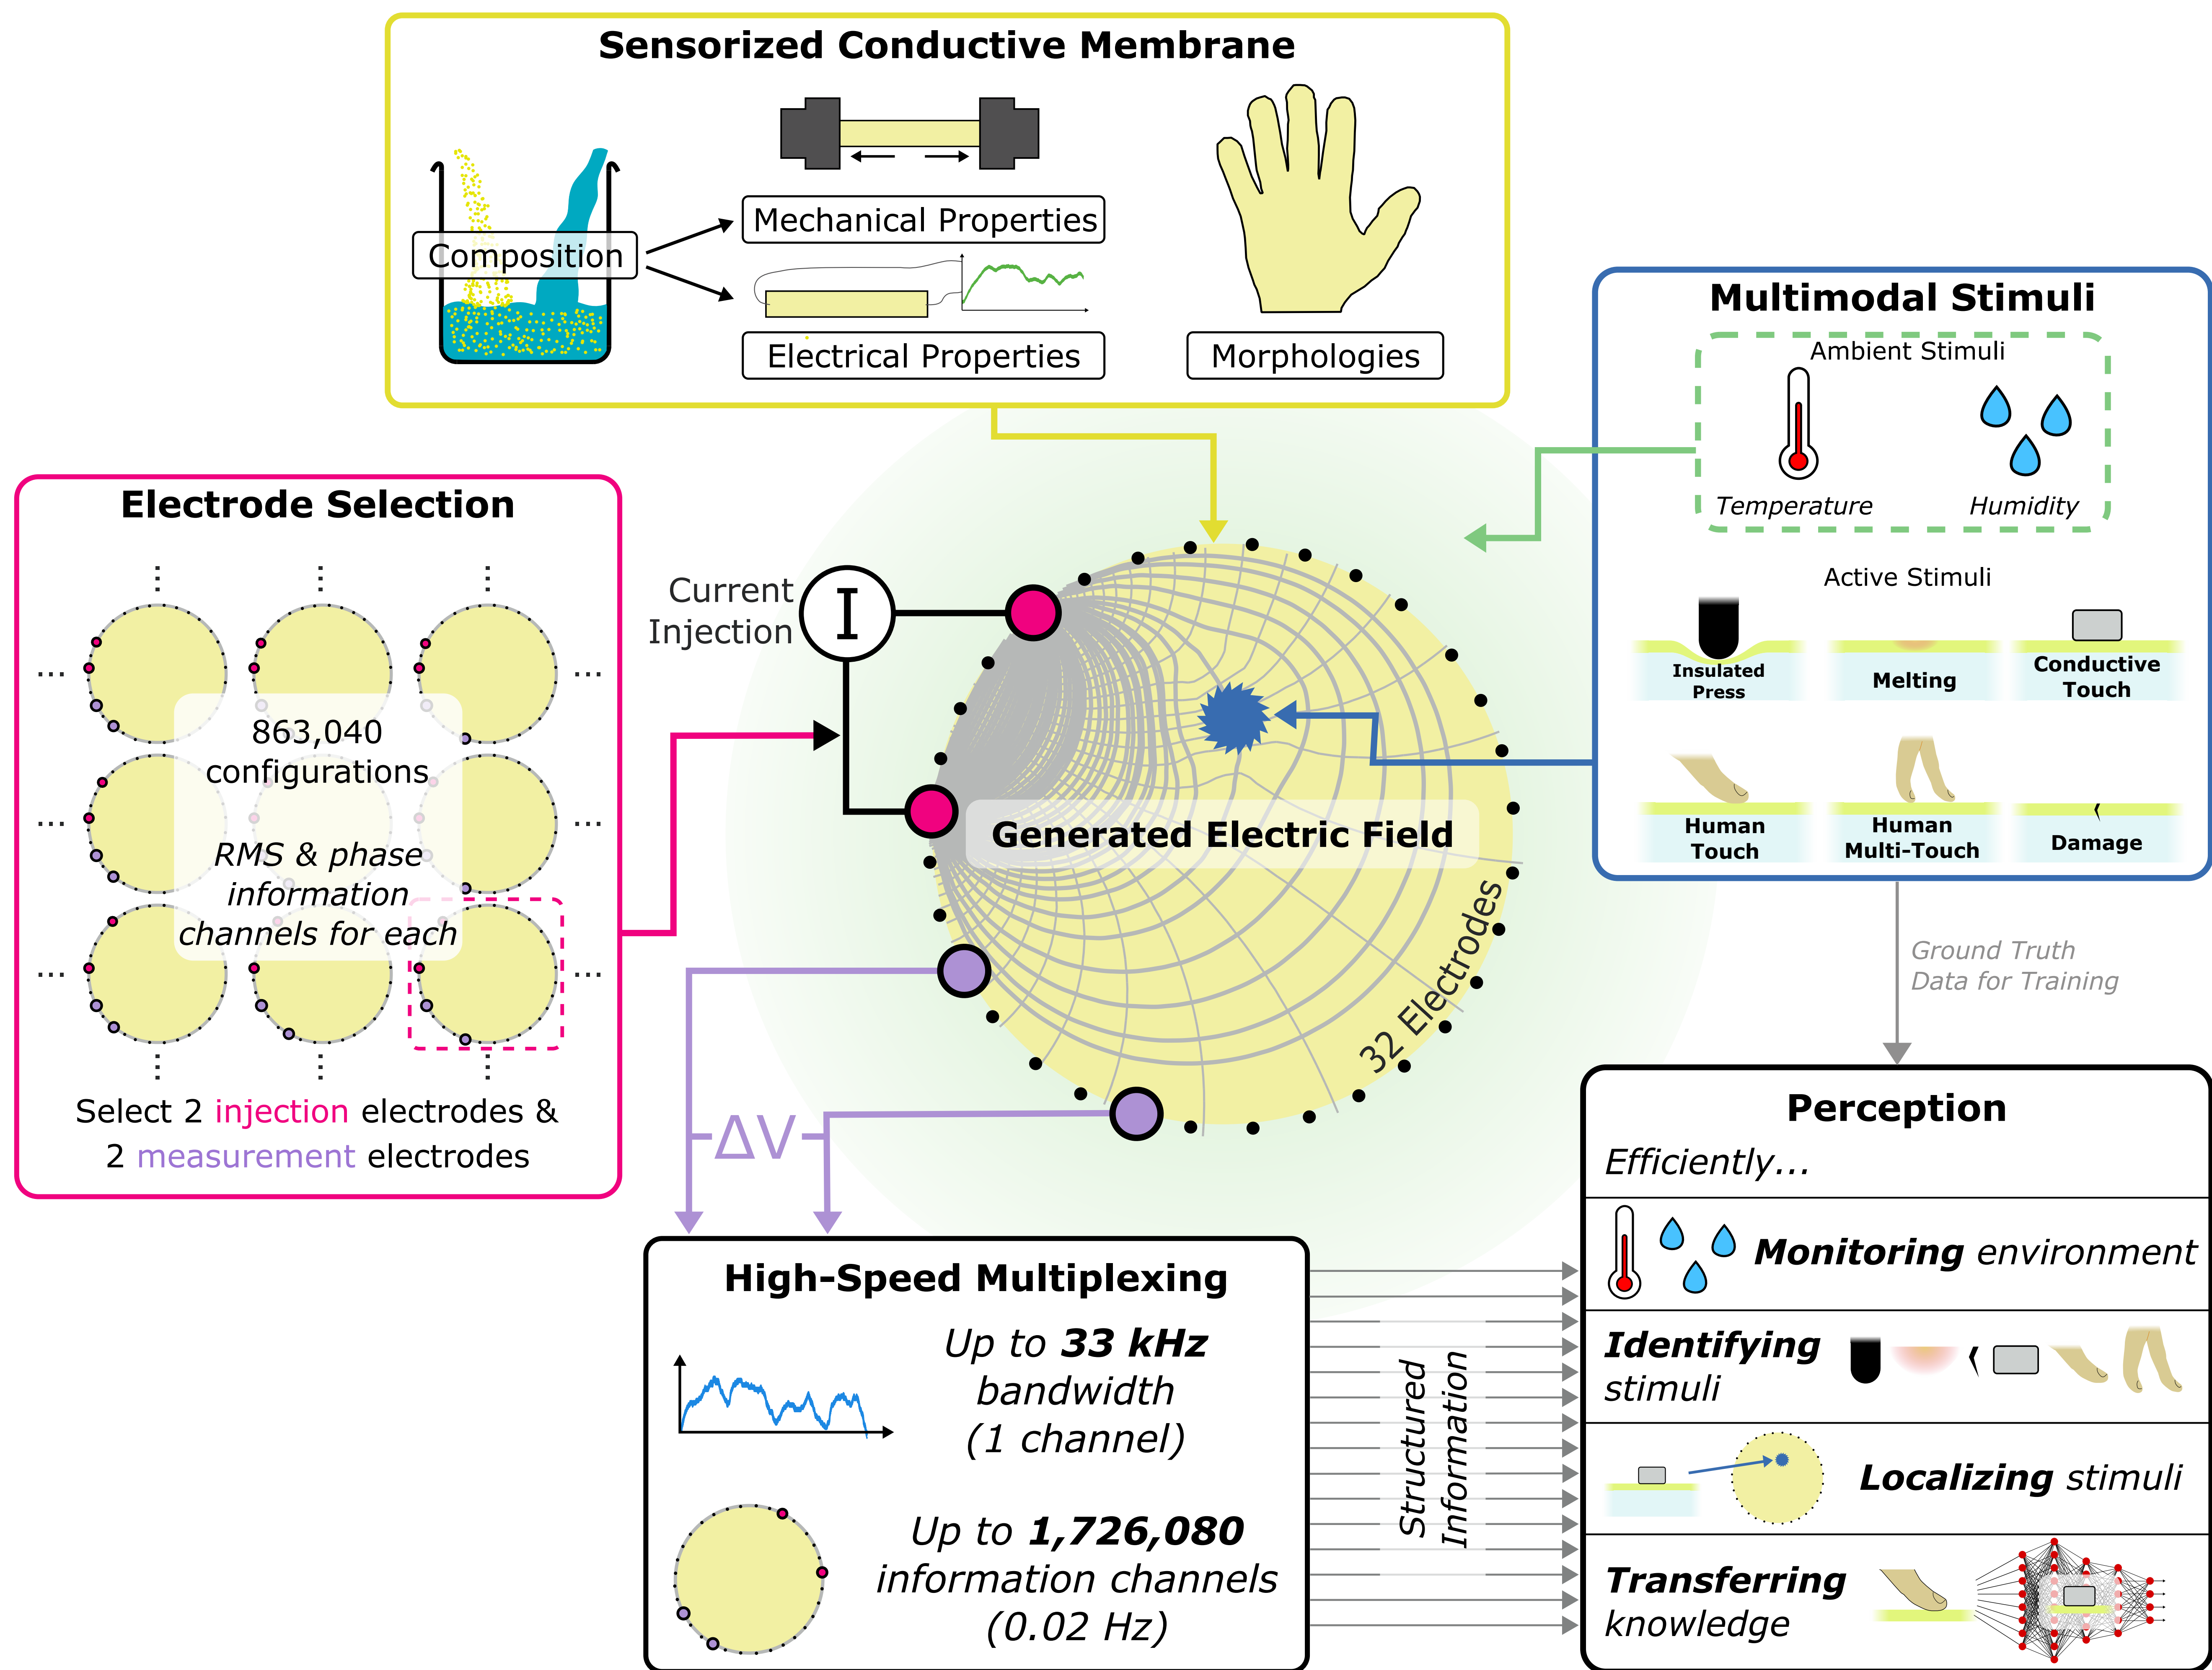 Sensorized Conductive Membrane
Composition
Mechanical Properties
Electrical Properties
Morphologies
Multimodal Stimuli
Ambient Stimuli
Temperature
Humidity
Active Stimuli
Insulated
Press
Melting
Conductive
Touch
Human
Touch
Human
Multi-Touch
Damage
Electrode Selection
...
...
863,040
configurations
RMS & phase
information
channels for each
Select 2 injection electrodes &
2 measurement electrodes
Current
Injection
I
Generated Electric Field
32 Electrodes
ΔV
Ground Truth
Data for Training
High-Speed Multiplexing
Up to 33 kHz
bandwidth
(1 channel)
Up to 1,726,080
information channels
(0.02 Hz)
Structured
Information
Perception
Efficiently...
Monitoring environment
Identifying
stimuli
Localizing stimuli
Transferring
knowledge